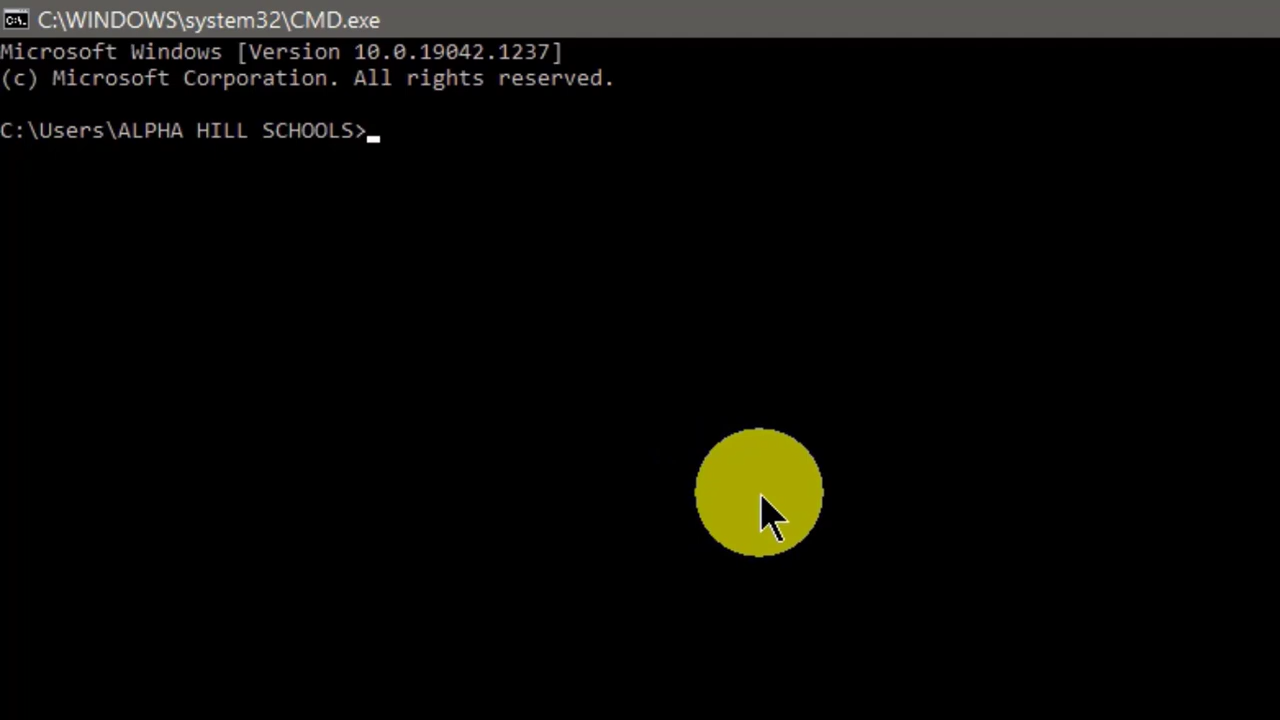 C:\WINDOWS\system32\CMD.exe
Microsoft Windows [Version 10.0.19042.1237]
(c) Microsoft Corporation. All rights reserved.
C:\Users\ALPHA HILL SCHOOLS>